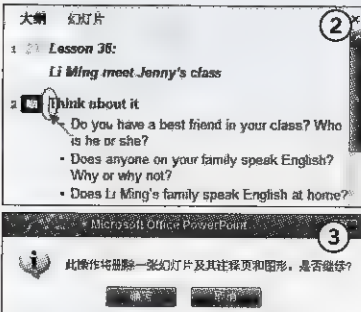 大纲 幻灯片
2
1 Lesson 36:
Li Ming meet Jenny's class
2 Think about it
- Do you have a best friend in your class? Who
is he or she?
• Does anyone on your family speak English?
Why or why not?
• Does Li Ming's family speak English at home?
Microsoft Office PowerPoint
3
此操作将删除一张幻灯片及其注释页和图形，是否继续?
确定 取消